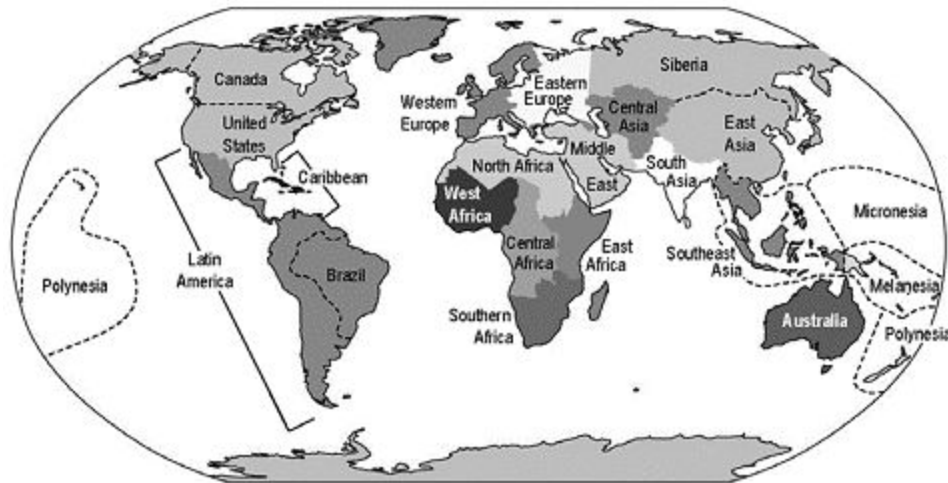 Canada
Siberia
Western
Europe
Eastern
Europe
Central
Asia
United
States
East
Asia
Caribbean
North Africa
Middle
East
South
Asia
West
Africa
Micronesia
Latin
America
Central
Africa
East
Africa
Southeast
Asia
Polynesia
Brazil
Melanesia
Southern
Africa
Australia
Polynesia